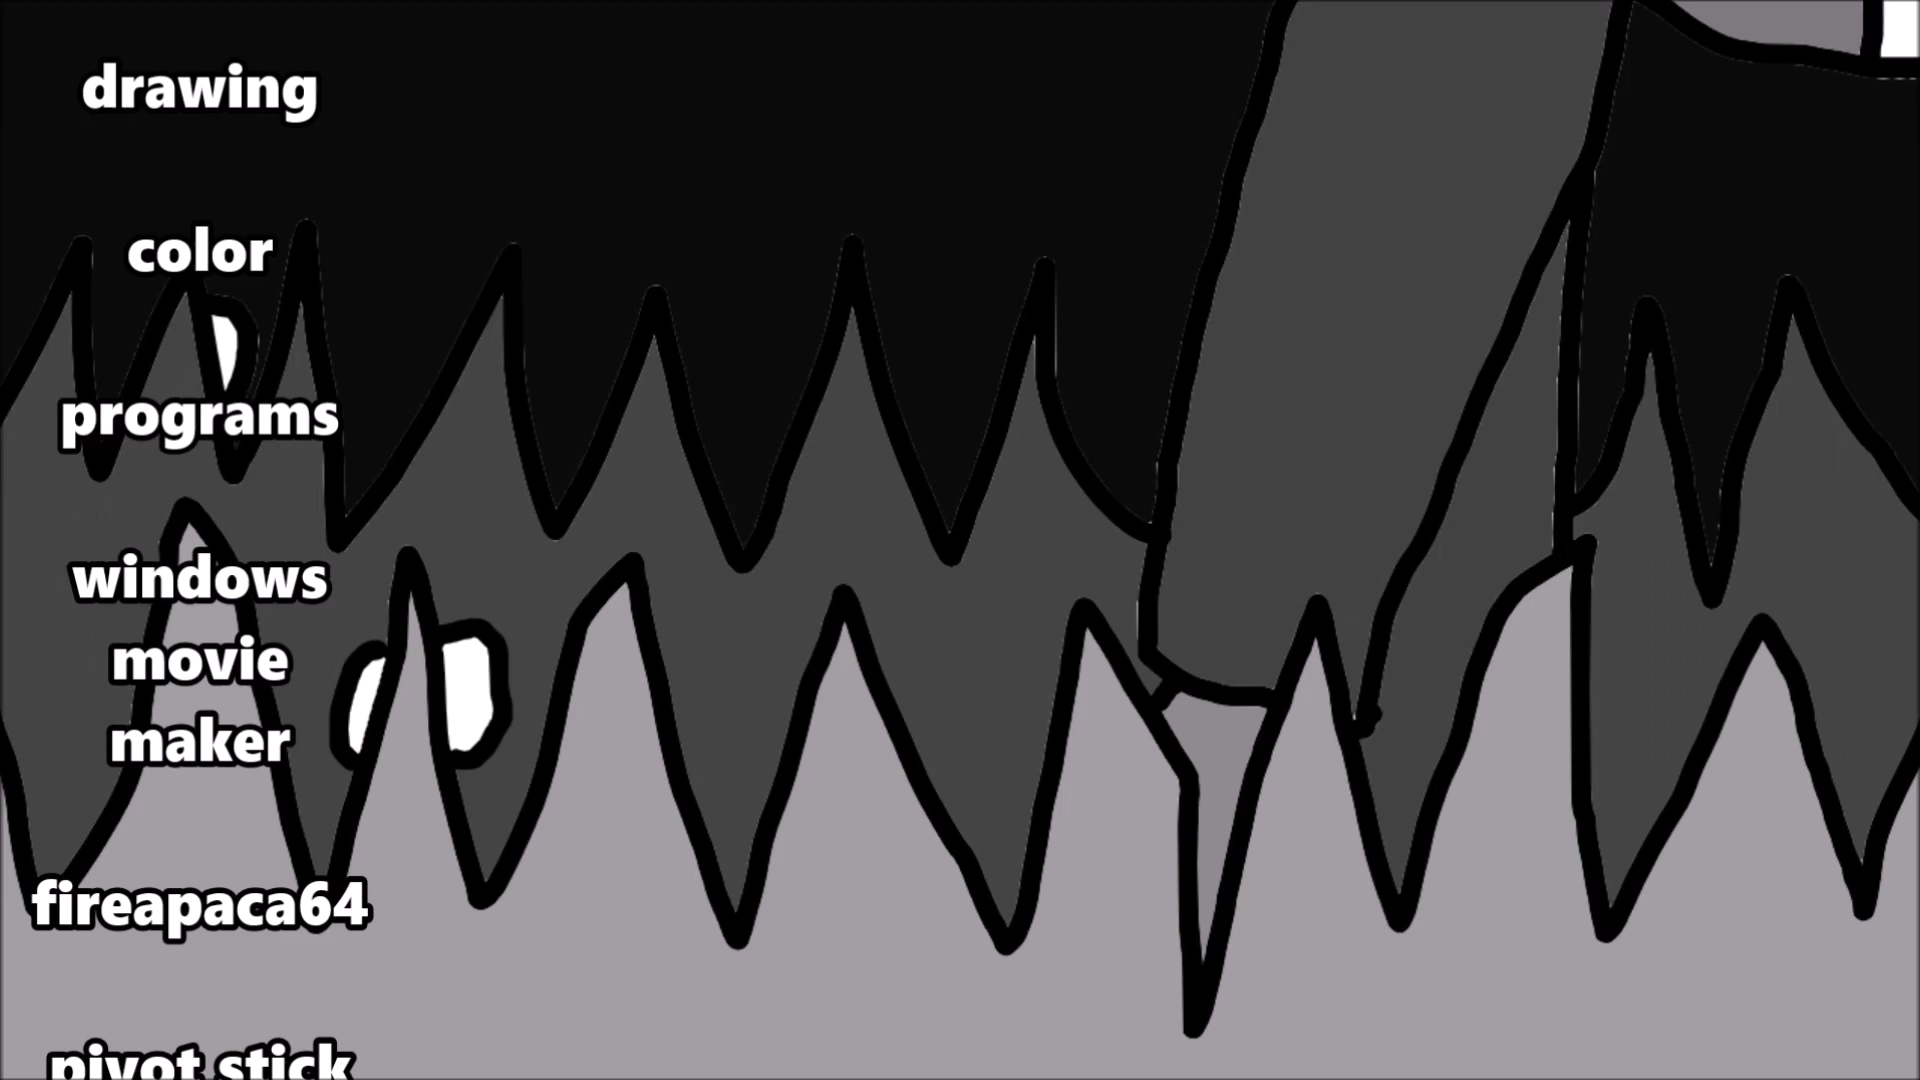 drawing
color
programs
windows
movie
maker
fireapaca64
pivot stick